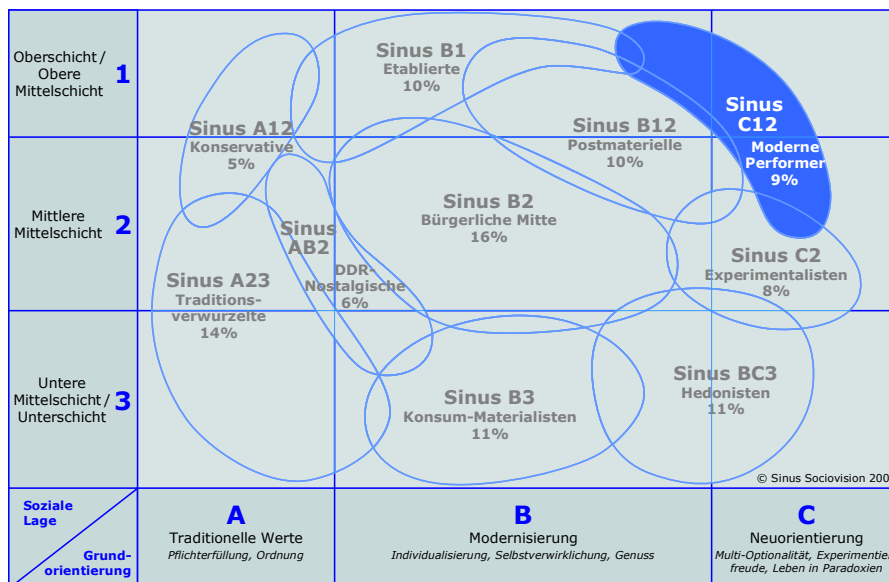 Oberschicht /
Obere
Mittelschicht
1
Mittlere
Mittelschicht
2
Untere
Mittelschicht /
Unterschicht
3
Sinus B1
Etablierte
10%
Sinus A12
Konservative
5%
Sinus B12
Postmaterielle
10%
Sinus
C12
Moderne
Performer
9%
Sinus
AB2
DDR-
Nostalgische
6%
Sinus B2
Bürgerliche Mitte
16%
Sinus C2
Experimentalisten
8%
Sinus A23
Traditions-
verwurzelte
14%
Sinus B3
Konsum-Materialisten
11%
Sinus BC3
Hedonisten
11%
© Sinus Sociovision 200
Soziale
Lage
Grund-
orientierung
A
Traditionelle Werte
Pflichterfüllung, Ordnung
B
Modernisierung
Individualisierung, Selbstverwirklichung, Genuss
C
Neuorientierung
Multi-Optionalität, Experimentier
freude, Leben in Paradoxien